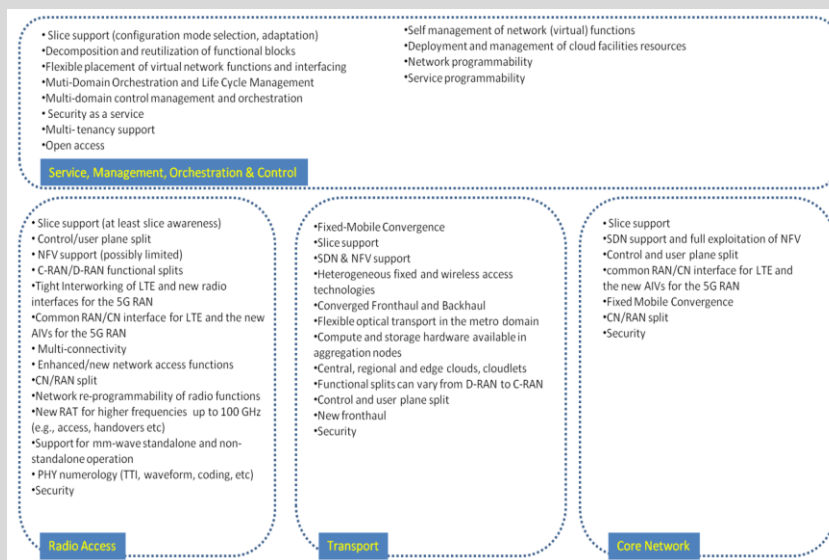 • Slice support (configuration mode selection, adaptation)
•Decomposition and reutilization of functional blocks
•Flexible placement of virtual network functions and interfacing
•Muti-Domain Orchestration and Life Cycle Management
•Multi-domain control management and orchestration
• Security as a service
•Multi- tenancy support
•Open access
•Self management of network (virtual) functions
•Deployment and management of cloud facilities resources
•Network programmability
•Service programability
Service, Management, Orchestration & Control
• Slice support (at least slice awareness)
• Control/user plane split
• NFV support (possibly limited)
• C-RAN/D-RAN functional splits
•Tight Interworking of LTE and new radio
interfaces for the 5G RAN
•Common RAN/CN interface for LTE and the new
AIVs for the 5G RAN
• Multi-connectivity
• Enhanced/new network access functions
•CN/RAN split
•Network re-programmability of radio functions
•New RAT for higher frequencies up to 100 GHz
(e.g., access, handovers etc)
•Support for mm-wave standalone and non-
standalone operation
• PHY numerology (TTI, waveform, coding, etc)
•Security
Radio Access
•Fixed-Mobile Convergence
•Slice support
•SDN & NFV support
•Heterogeneous fixed and wireless access
technologies
•Converged Fronthaul and Backhaul
•Flexible optical transport in the metro domain
•Compute and storage hardware available in
aggregation nodes
•Central, regional and edge clouds, cloudlets
•Functional splits can vary from D-RAN to C-RAN
•Control and user plane split
•New fronthaul
•Security
Transport
•Slice support
•SDN support and full exploitation of NFV
•Control and user plane split
•common RAN/CN interface for LTE and
the new AIVs for the 5G RAN
•Fixed Mobile Convergence
•CN/RAN split
•Security
Core Network